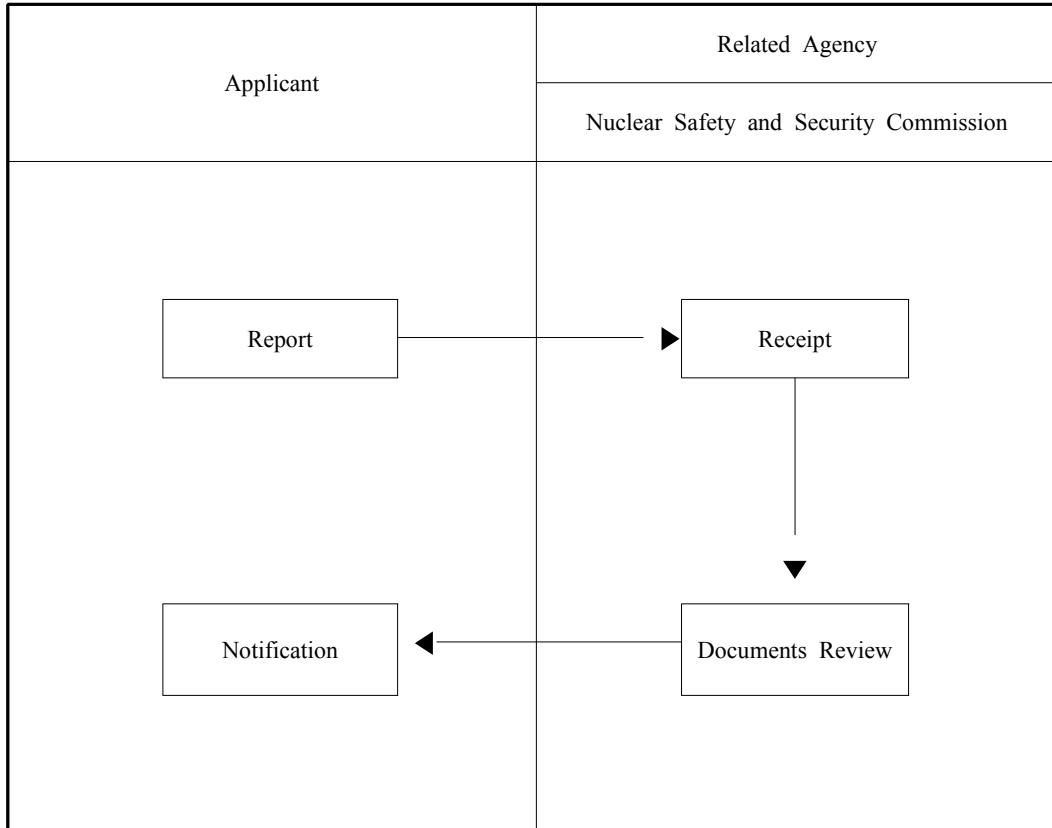 Applicant
Related Agency
Nuclear Safety and Security Commission
Report
Receipt
Notification
Documents Review